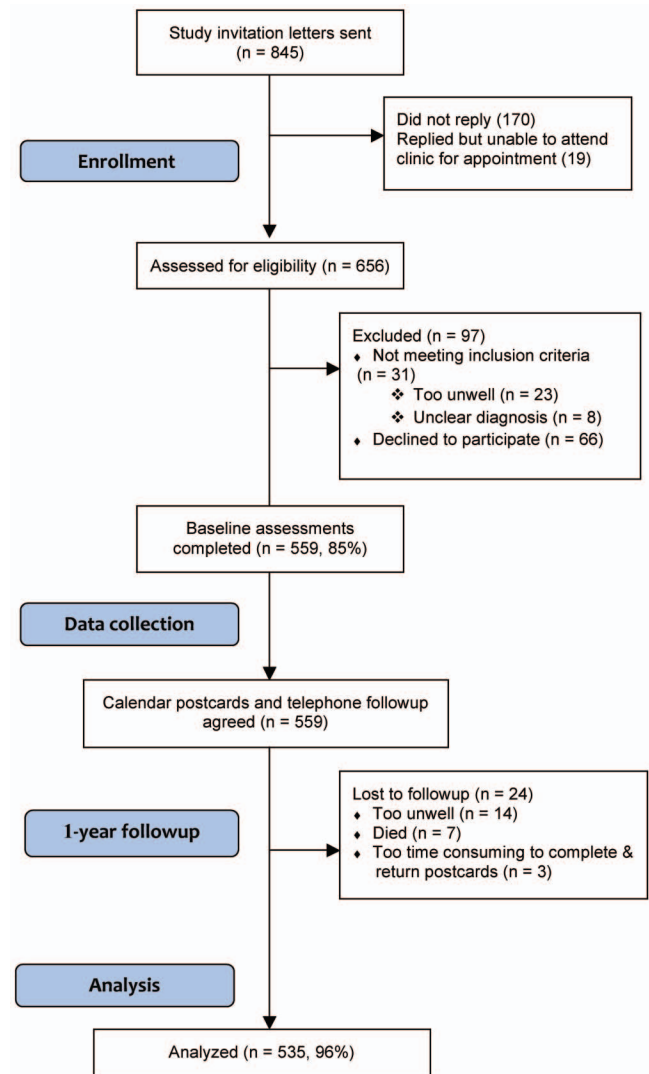 Study invitation letters sent
(n = 845)
Did not reply (170)
Replied but unable to attend
clinic for appointment (19)
Enrollment
Assessed for eligibility (n = 656)
Excluded (n = 97)
⬧ Not meeting inclusion criteria
(n = 31)
❖ Too unwell (n = 23)
❖ Unclear diagnosis (n = 8)
⬧ Declined to participate (n = 66)
Baseline assessments
completed (n = 559, 85%)
Data collection
Calendar postcards and telephone followup
agreed (n = 559)
Lost to followup (n = 24)
⬧ Too unwell (n = 14)
⬧ Died (n = 7)
⬧ Too time consuming to complete &
return postcards (n = 3)
1-year followup
Analysis
Analyzed (n = 535, 96%)